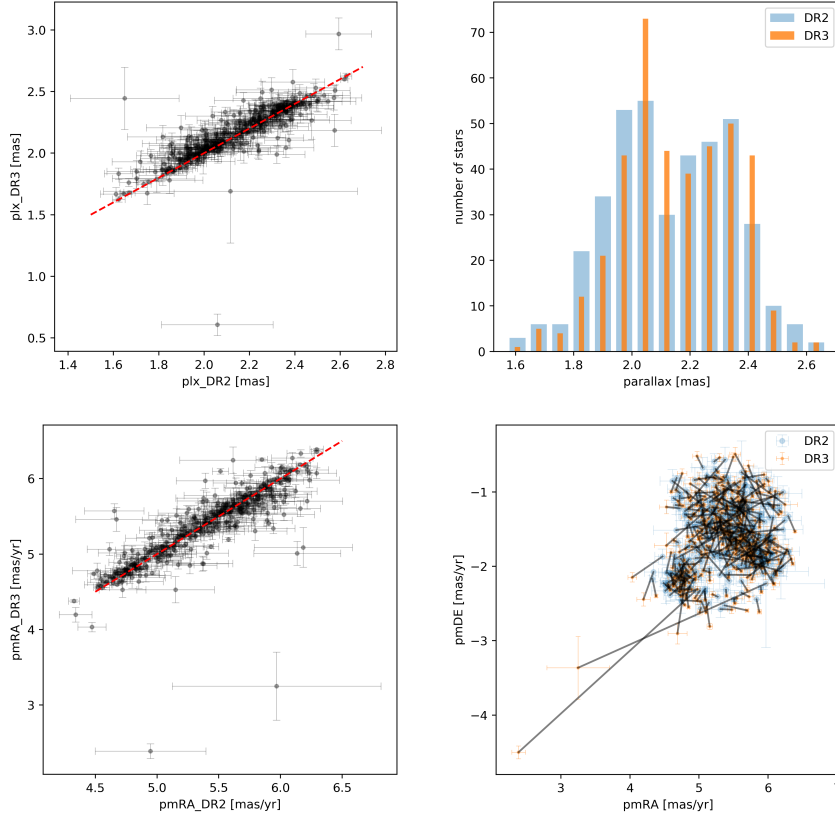 3.0
2.5
2.0
1.5
1.0
0.5
plx_DR3 [mas]
1.4 1.6 1.8 2.0 2.2 2.4 2.6 2.8
plx_DR2 [mas]
DR2
DR3
70
60
50
40
30
20
10
0
number of stars
1.6 1.8 2.0 2.2 2.4 2.6
parallax [mas]
6
5
4
3
pmRA_DR3 [mas/yr]
4.5 5.0 5.5 6.0 6.5
pmRA_DR2 [mas/yr]
DR2
DR3
−1
−2
−3
−4
pmDE [mas/yr]
3 4 5 6
pmRA [mas/yr]